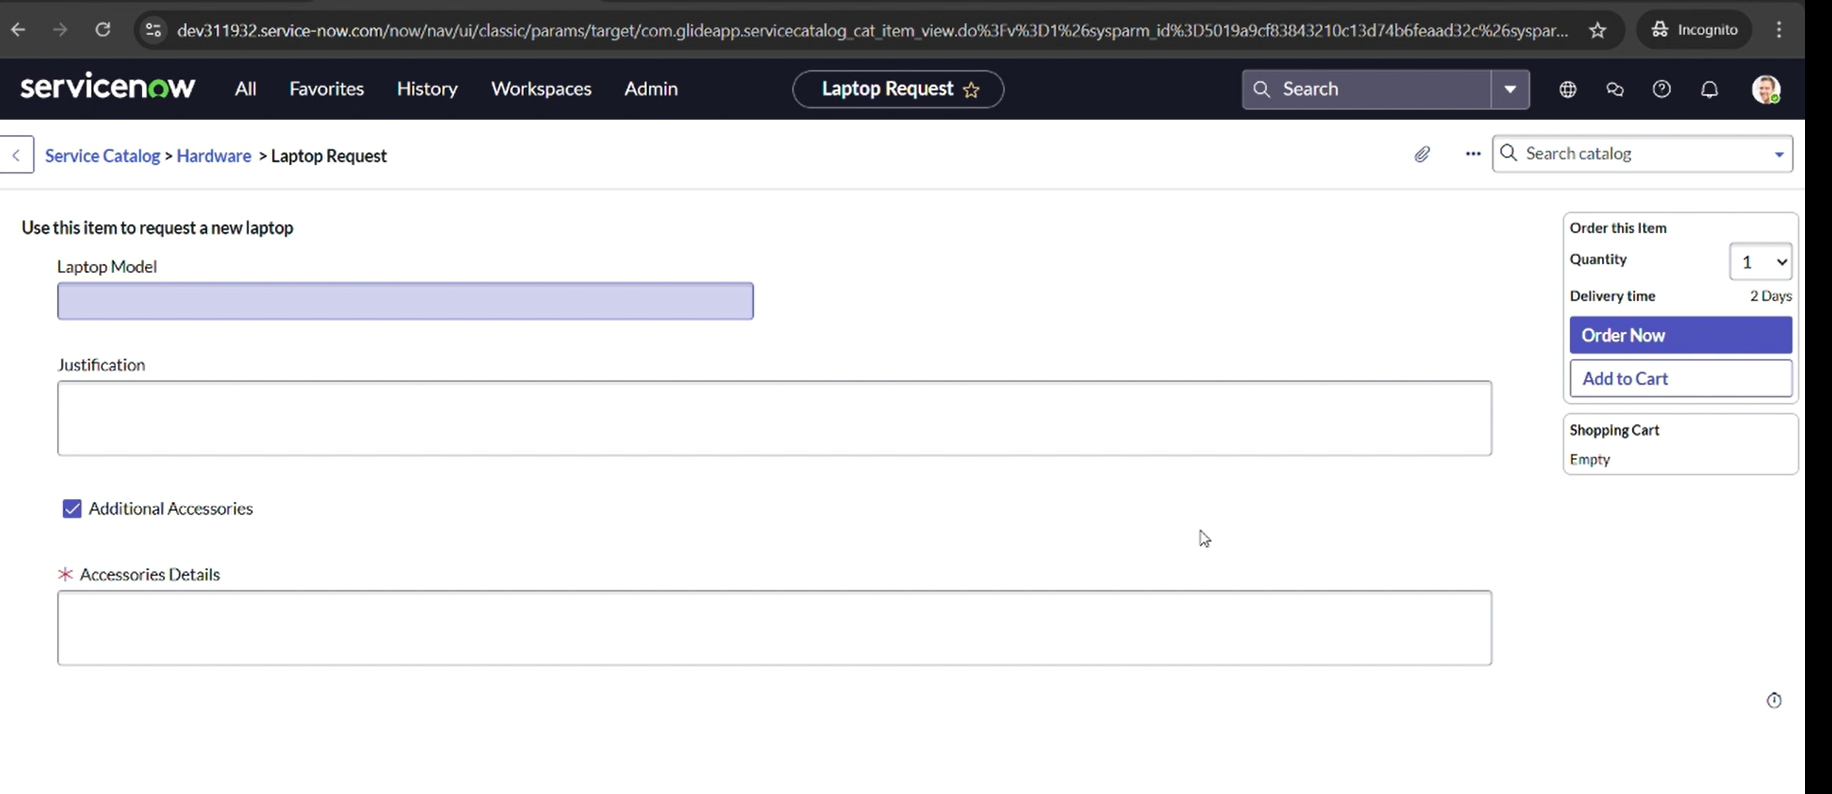 dev311932.service-now.com/now/nav/ui/classic/params/target/com.glideapp.servicecatalog_cat_item_view.do%3Fv%3D1%26sysparm_id%3D5019a9cf83843210c13d74b6feaad32c%26syspar...
Incognito
servicenow
All Favorites History Workspaces Admin
Laptop Request
Search
Service Catalog > Hardware > Laptop Request
Search catalog
Use this item to request a new laptop
Laptop Model
Justification
Additional Accessories
* Accessories Details
Order this Item
Quantity 1
Delivery time 2 Days
Order Now
Add to Cart
Shopping Cart
Empty